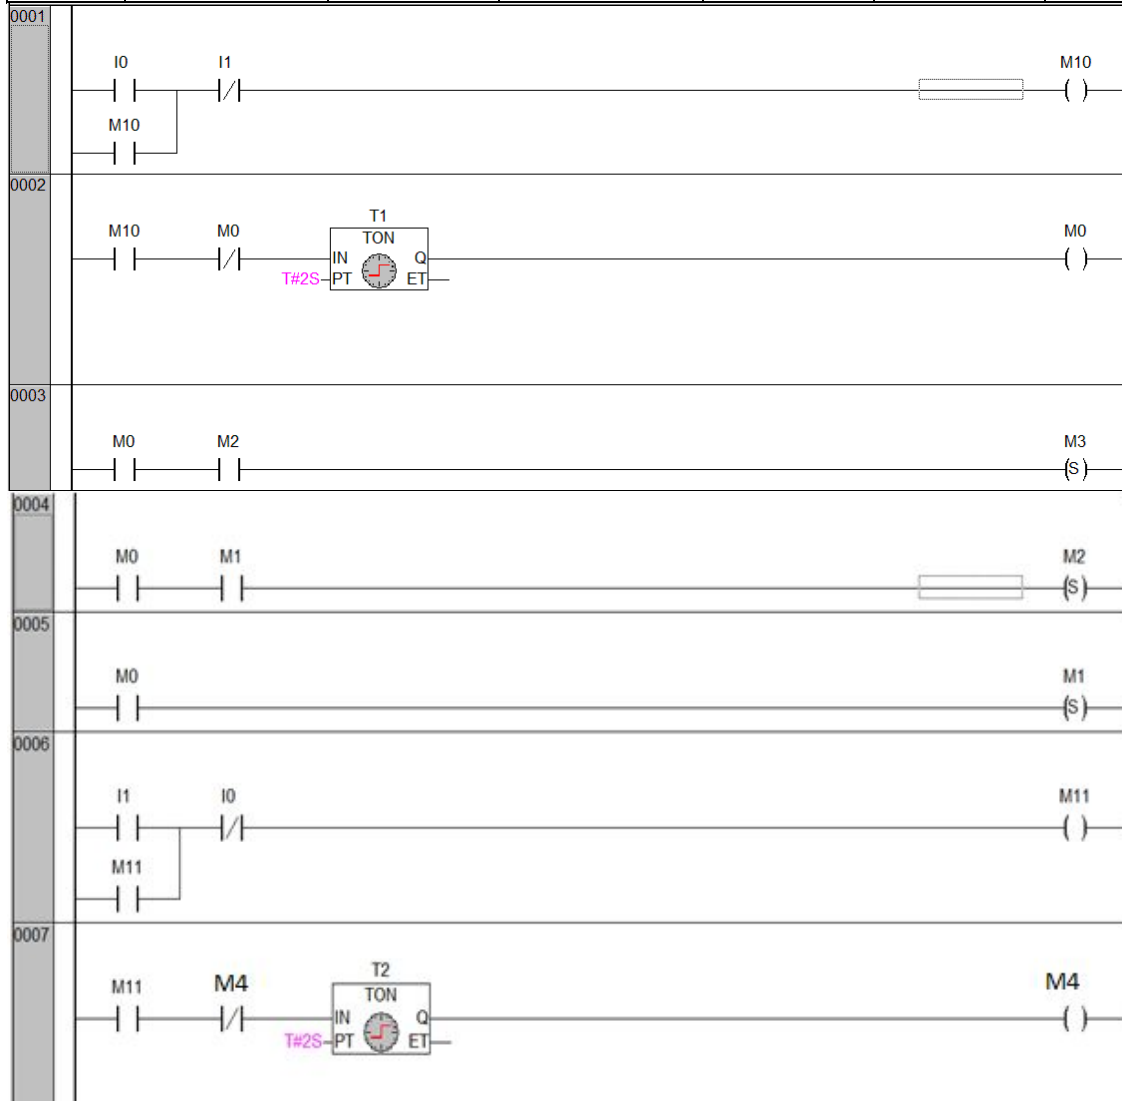 0001
I0 I1 M10
M10
0002
T1
M10 M0 TON M0
IN Q
T#2S PT ET
0003
M0 M2 M3
S
0004
M0 M1 M2
S
0005
M0 M1
S
0006
I1 I0 M11
M11
0007
T2
M11 M4 TON M4
IN Q
T#2S PT ET